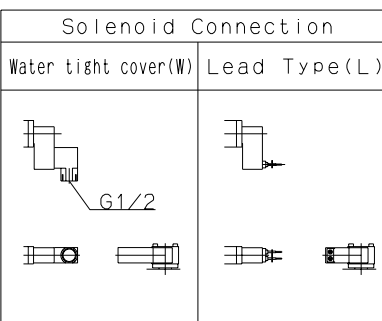 Solenoid Connection
Water tight cover(W)
Lead Type(L)
G1/2